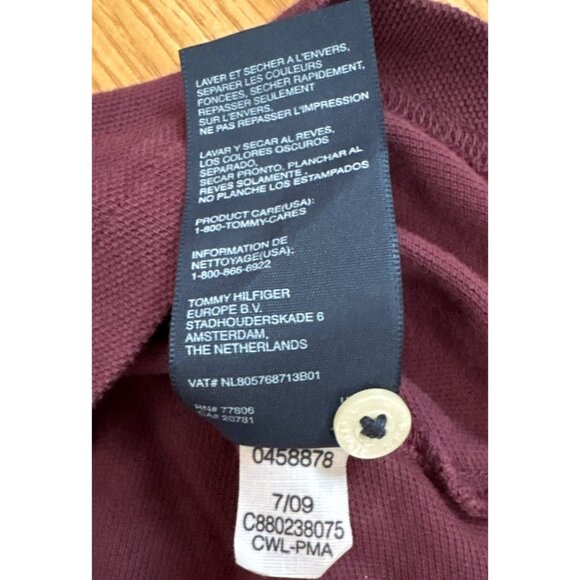 LAVER ET SECHER A L'ENVERS,
SEPARER LES COULEURS
FONCEES, SECHER RAPIDEMENT,
REPASSER SEULEMENT
SUR L'ENVERS.
NE PAS REPASSER L'IMPRESSION
LAVAR Y SECAR AL REVES,
LOS COLORES OSCUROS
SEPARADO.
SECAR PRONTO. PLANCHAR AL
REVES SOLAMENTE.
NO PLANCHE LOS ESTAMPADOS
PRODUCT CARE(USA):
1-800-TOMMY-CARES
INFORMATION DE
NETTOYAGE(USA):
1-800-866-6922
TOMMY HILFIGER
EUROPE B.V.
STADHOUDERSKADE 6
AMSTERDAM,
THE NETHERLANDS
VAT# NL805768713B01
RN# 77806
CA# 20781
0458878
7/09
C880238075
CWL-PMA